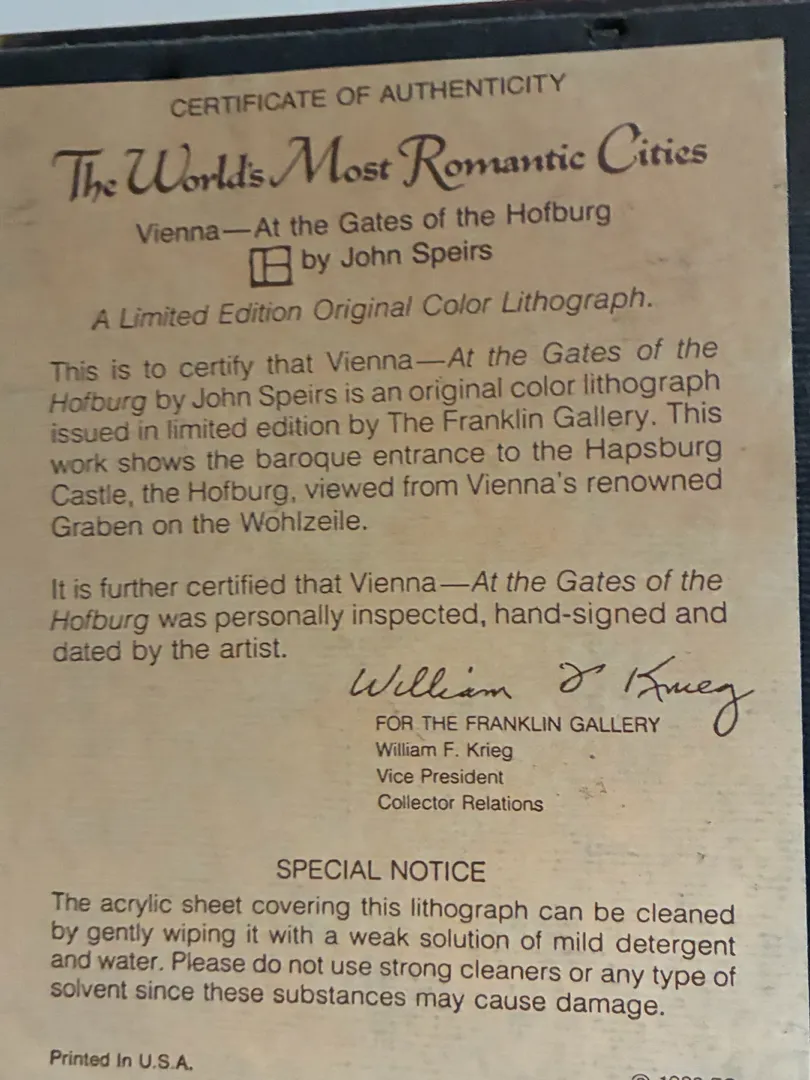 CERTIFICATE OF AUTHENTICITY
The World's Most Romantic Cities
Vienna—At the Gates of the Hofburg
by John Speirs
A Limited Edition Original Color Lithograph.
This is to certify that Vienna—At the Gates of the
Hofburg by John Speirs is an original color lithograph
issued in limited edition by The Franklin Gallery. This
work shows the baroque entrance to the Hapsburg
Castle, the Hofburg, viewed from Vienna's renowned
Graben on the Wohlzeile.
It is further certified that Vienna—At the Gates of the
Hofburg was personally inspected, hand-signed and
dated by the artist.
William F Krieg
FOR THE FRANKLIN GALLERY
William F. Krieg
Vice President
Collector Relations
SPECIAL NOTICE
The acrylic sheet covering this lithograph can be cleaned
by gently wiping it with a weak solution of mild detergent
and water. Please do not use strong cleaners or any type of
solvent since these substances may cause damage.
Printed In U.S.A.